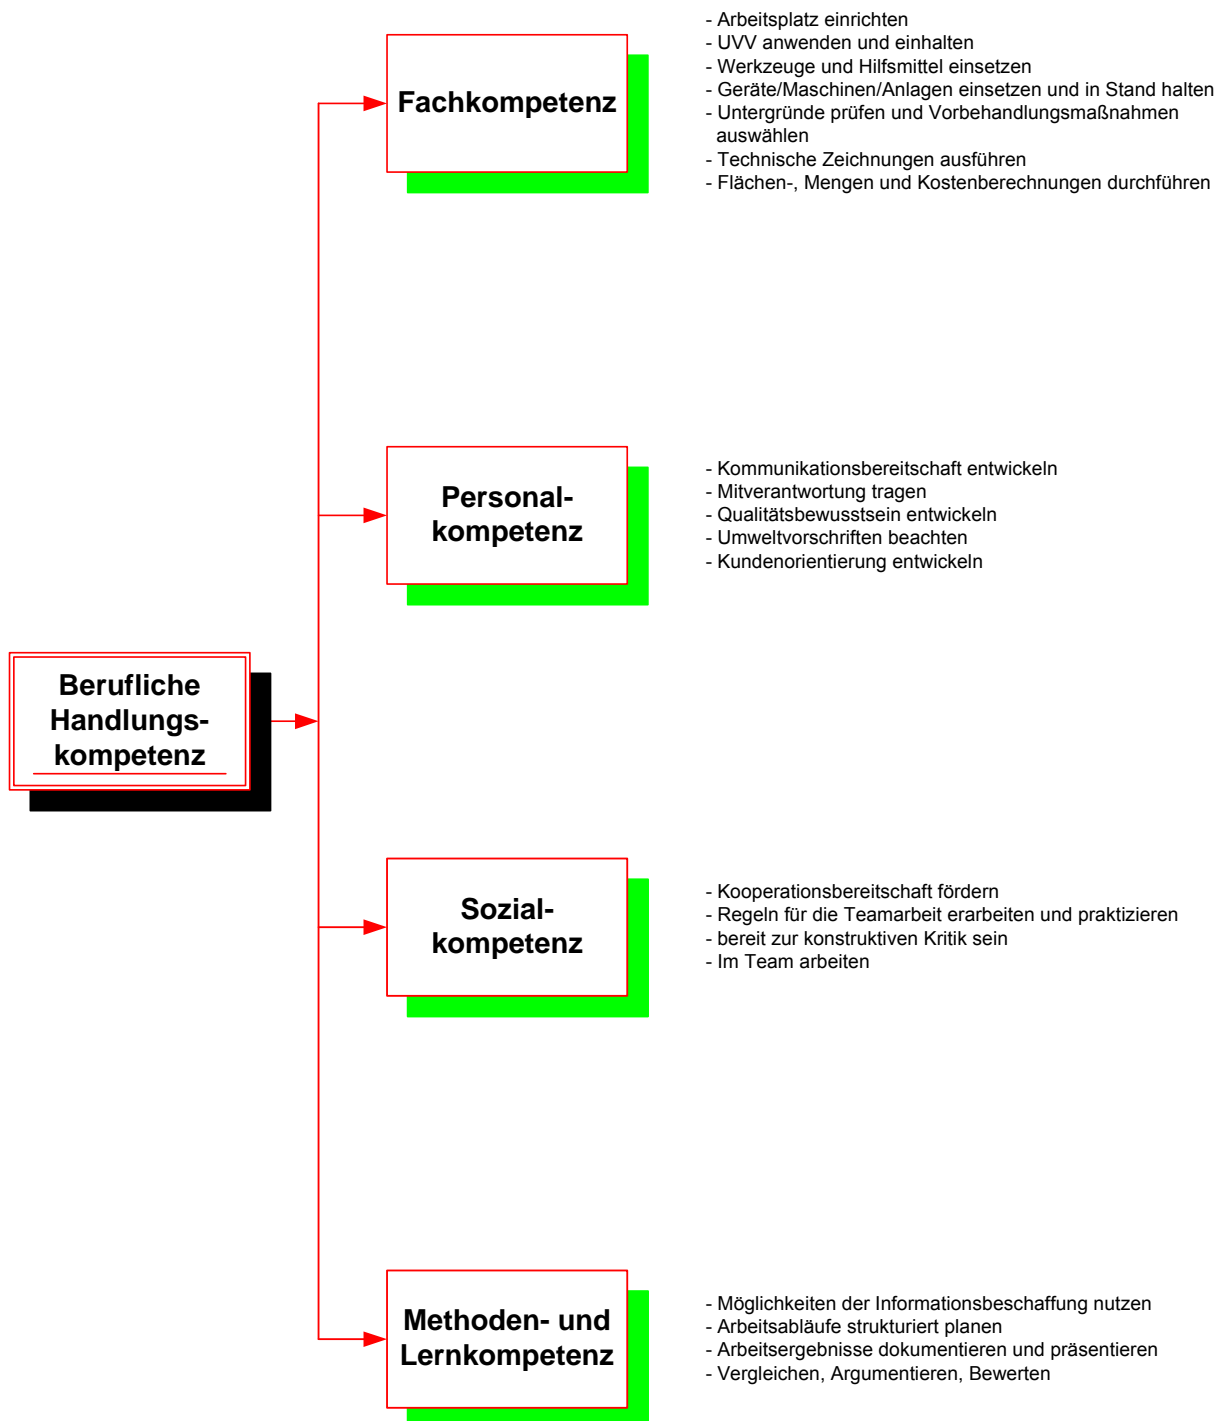 Berufliche
Handlungs-
kompetenz
Fachkompetenz
- Arbeitsplatz einrichten
- UVV anwenden und einhalten
- Werkzeuge und Hilfsmittel einsetzen
- Geräte/Maschinen/Anlagen einsetzen und in Stand halten
- Untergründe prüfen und Vorbehandlungsmaßnahmen
auswählen
- Technische Zeichnungen ausführen
- Flächen-, Mengen und Kostenberechnungen durchführen
Personal-
kompetenz
- Kommunikationsbereitschaft entwickeln
- Mitverantwortung tragen
- Qualitätsbewusstsein entwickeln
- Umweltvorschriften beachten
- Kundenorientierung entwickeln
Sozial-
kompetenz
- Kooperationsbereitschaft fördern
- Regeln für die Teamarbeit erarbeiten und praktizieren
- bereit zur konstruktiven Kritik sein
- Im Team arbeiten
Methoden- und
Lernkompetenz
- Möglichkeiten der Informationsbeschaffung nutzen
- Arbeitsabläufe strukturiert planen
- Arbeitsergebnisse dokumentieren und präsentieren
- Vergleichen, Argumentieren, Bewerten